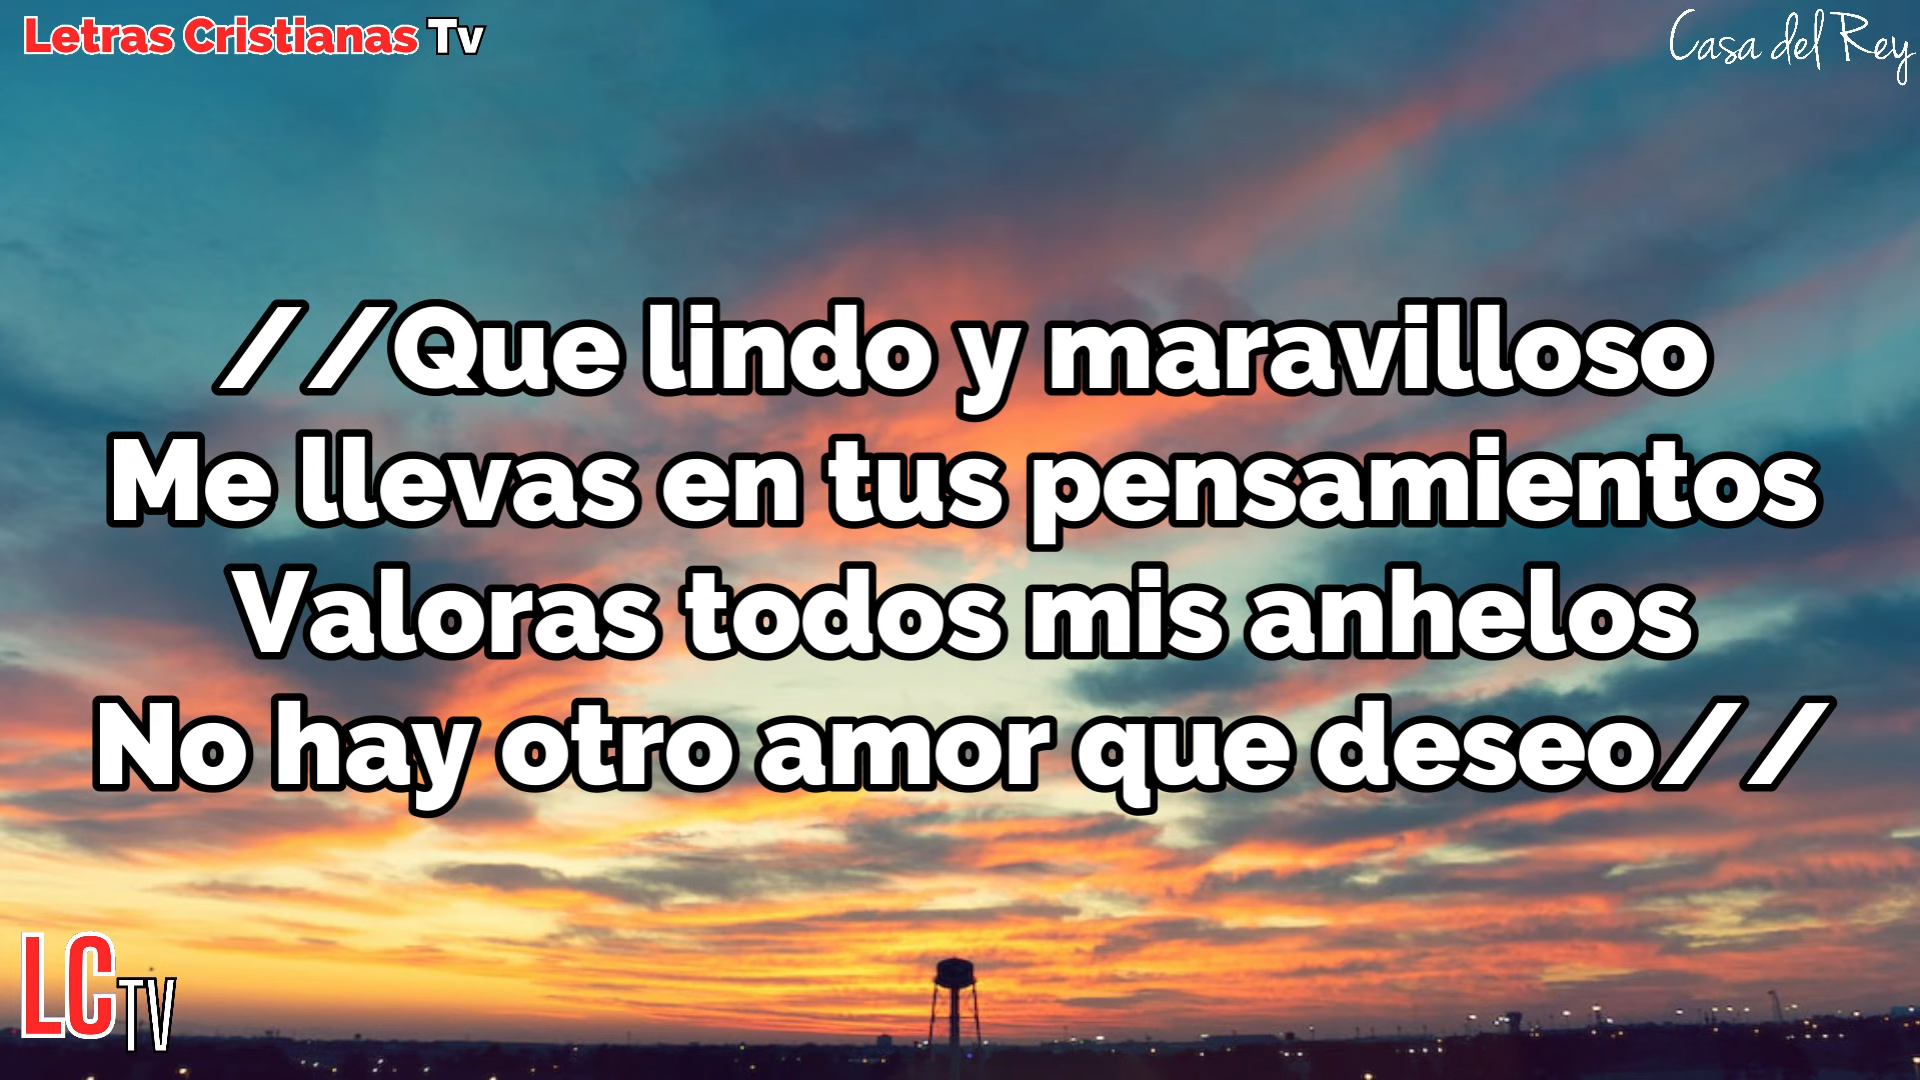 Letras Cristianas Tv
Casa del Rey
//Que lindo y maravilloso
Me llevas en tus pensamientos
Valoras todos mis anhelos
No hay otro amor que deseo//
LCTV